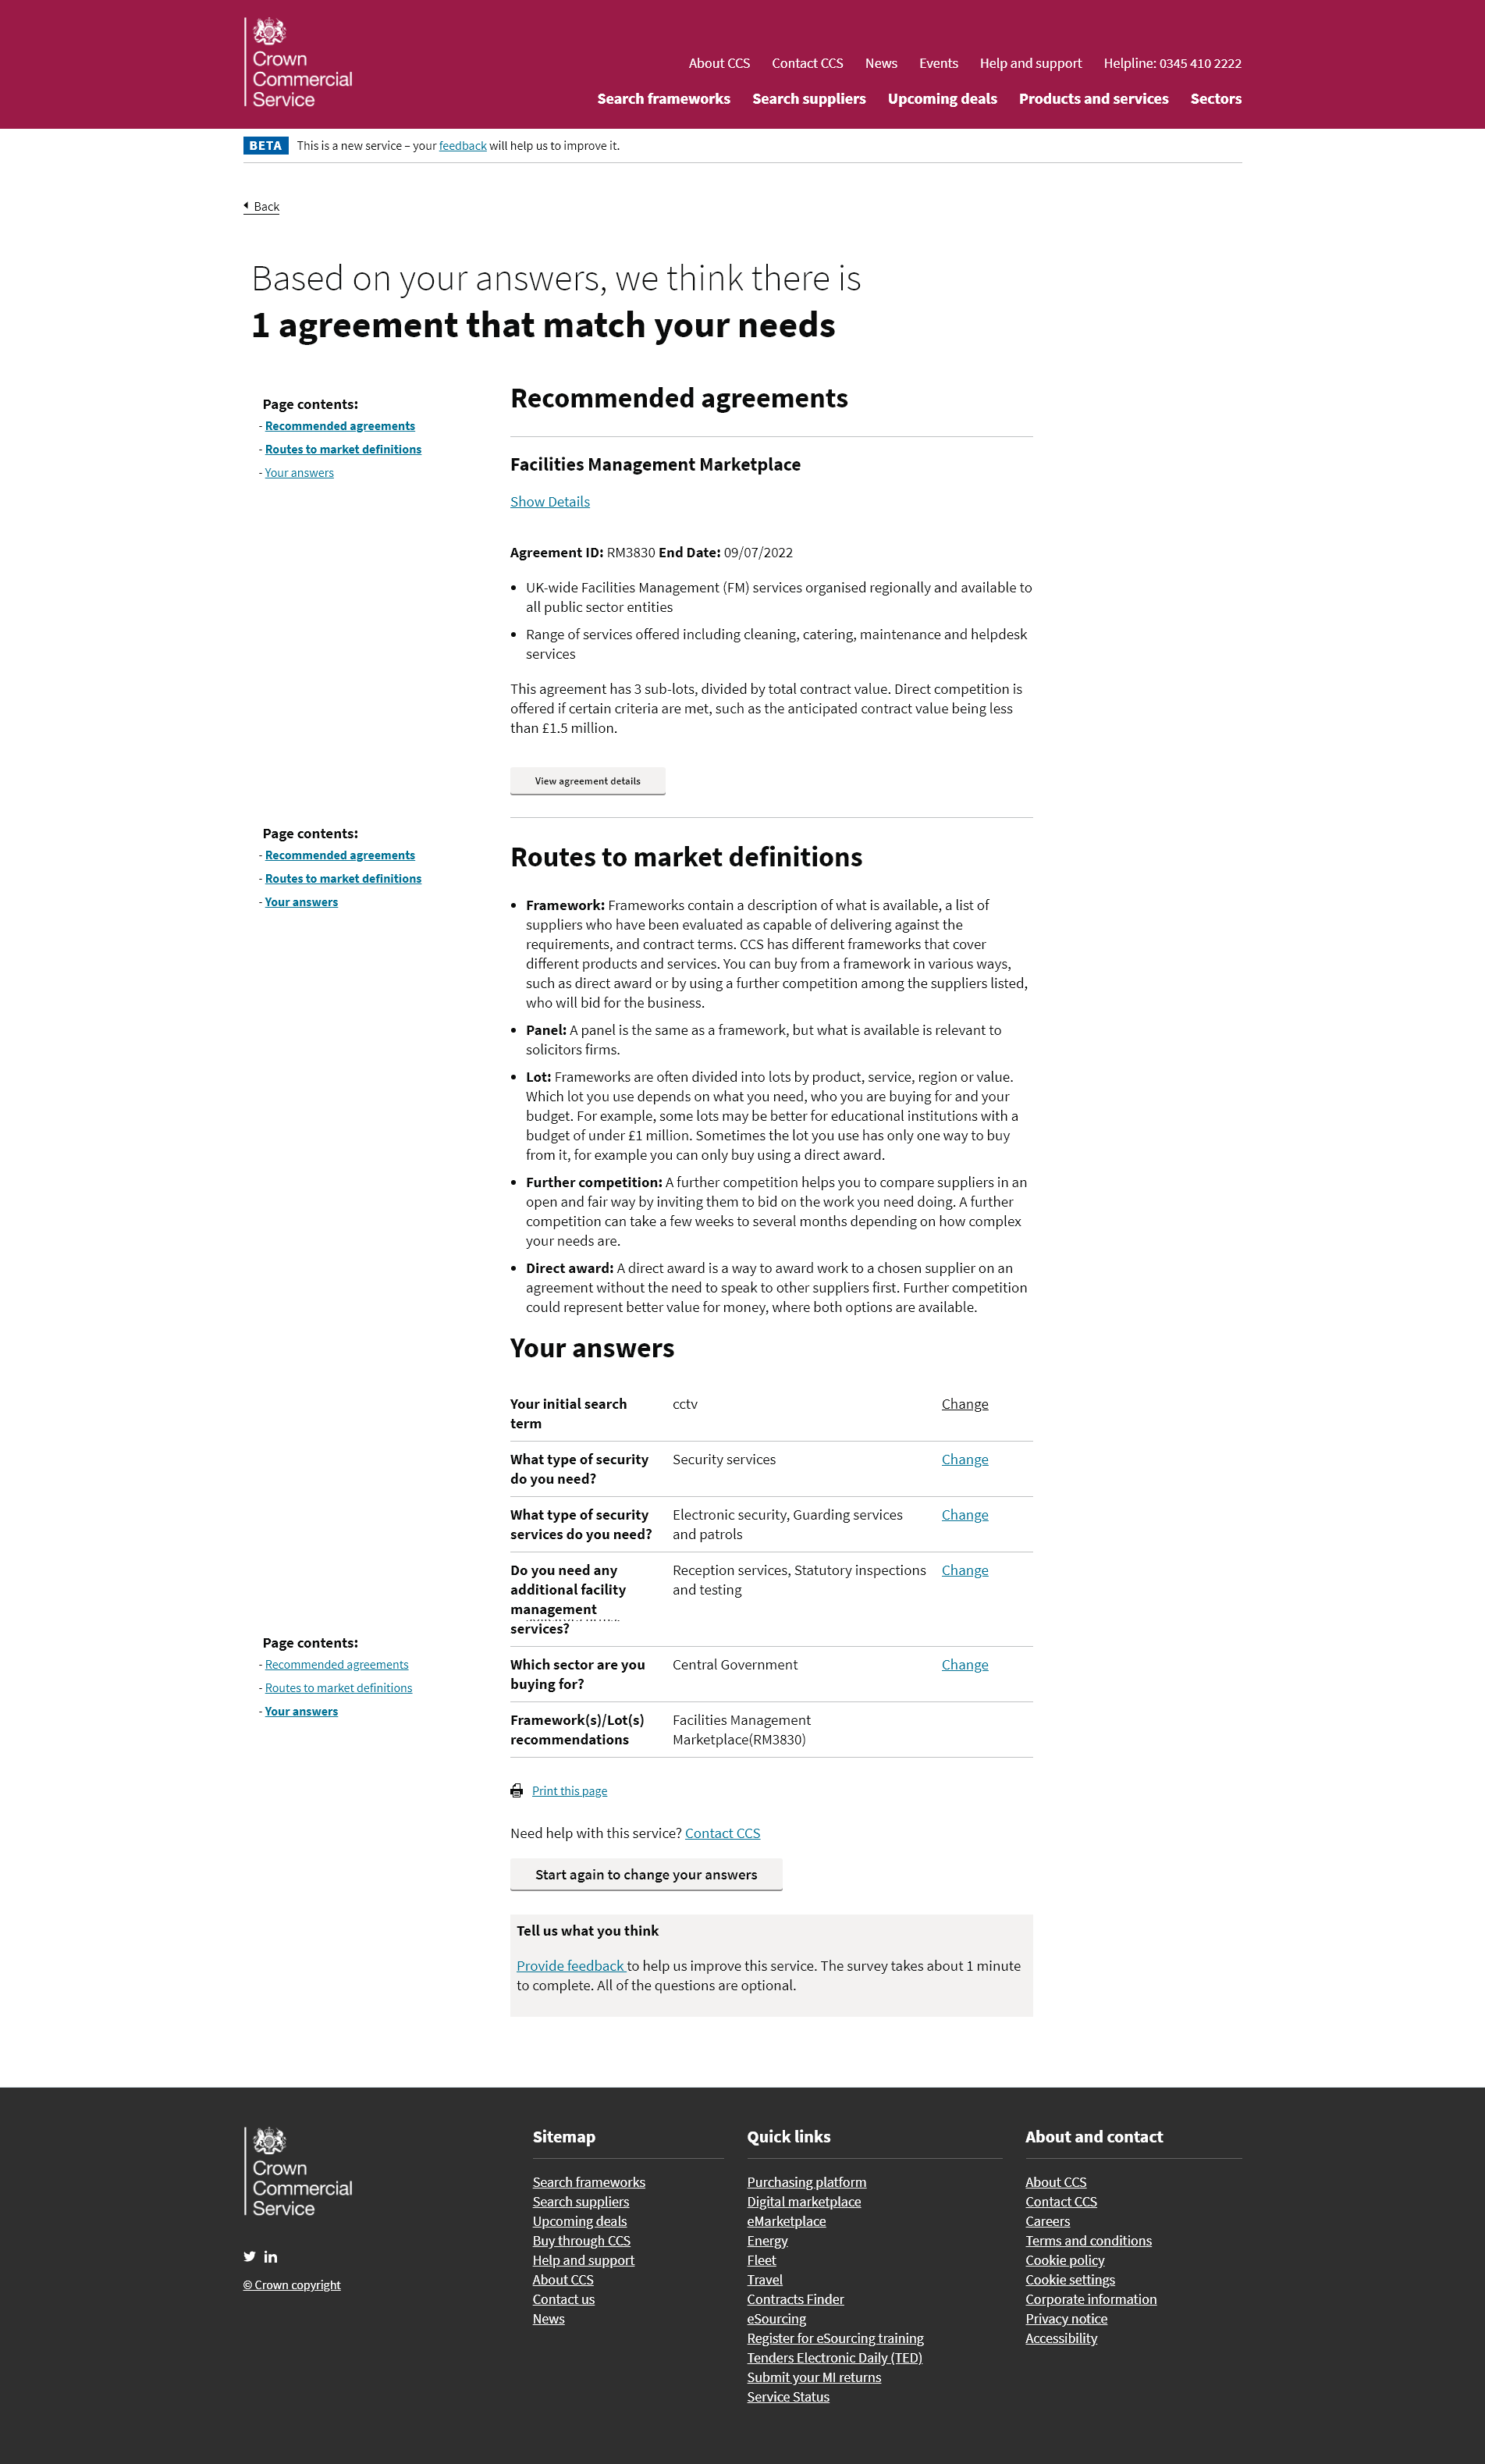 Crown
Commercial
Service
About CCS Contact CCS News Events Help and support Helpline: 0345 410 2222
Search frameworks Search suppliers Upcoming deals Products and services Sectors
BETA This is a new service – your feedback will help us to improve it.
Back
Based on your answers, we think there is
1 agreement that match your needs
Page contents:
- Recommended agreements
- Routes to market definitions
- Your answers
Recommended agreements
Facilities Management Marketplace
Show Details
Agreement ID: RM3830 End Date: 09/07/2022
• UK-wide Facilities Management (FM) services organised regionally and available to
all public sector entities
• Range of services offered including cleaning, catering, maintenance and helpdesk
services
This agreement has 3 sub-lots, divided by total contract value. Direct competition is
offered if certain criteria are met, such as the anticipated contract value being less
than £1.5 million.
View agreement details
Page contents:
- Recommended agreements
- Routes to market definitions
- Your answers
Routes to market definitions
• Framework: Frameworks contain a description of what is available, a list of
suppliers who have been evaluated as capable of delivering against the
requirements, and contract terms. CCS has different frameworks that cover
different products and services. You can buy from a framework in various ways,
such as direct award or by using a further competition among the suppliers listed,
who will bid for the business.
• Panel: A panel is the same as a framework, but what is available is relevant to
solicitors firms.
• Lot: Frameworks are often divided into lots by product, service, region or value.
Which lot you use depends on what you need, who you are buying for and your
budget. For example, some lots may be better for educational institutions with a
budget of under £1 million. Sometimes the lot you use has only one way to buy
from it, for example you can only buy using a direct award.
• Further competition: A further competition helps you to compare suppliers in an
open and fair way by inviting them to bid on the work you need doing. A further
competition can take a few weeks to several months depending on how complex
your needs are.
• Direct award: A direct award is a way to award work to a chosen supplier on an
agreement without the need to speak to other suppliers first. Further competition
could represent better value for money, where both options are available.
Your answers
Your initial search cctv Change
term
What type of security Security services Change
do you need?
What type of security Electronic security, Guarding services Change
services do you need? and patrols
Do you need any Reception services, Statutory inspections Change
additional facility and testing
management
services?
Page contents:
- Recommended agreements
- Routes to market definitions
- Your answers
Which sector are you Central Government Change
buying for?
Framework(s)/Lot(s) Facilities Management
recommendations Marketplace(RM3830)
Print this page
Need help with this service? Contact CCS
Start again to change your answers
Tell us what you think
Provide feedback to help us improve this service. The survey takes about 1 minute
to complete. All of the questions are optional.
Crown
Commercial
Service
© Crown copyright
Sitemap
Search frameworks
Search suppliers
Upcoming deals
Buy through CCS
Help and support
About CCS
Contact us
News
Quick links
Purchasing platform
Digital marketplace
eMarketplace
Energy
Fleet
Travel
Contracts Finder
eSourcing
Register for eSourcing training
Tenders Electronic Daily (TED)
Submit your MI returns
Service Status
About and contact
About CCS
Contact CCS
Careers
Terms and conditions
Cookie policy
Cookie settings
Corporate information
Privacy notice
Accessibility